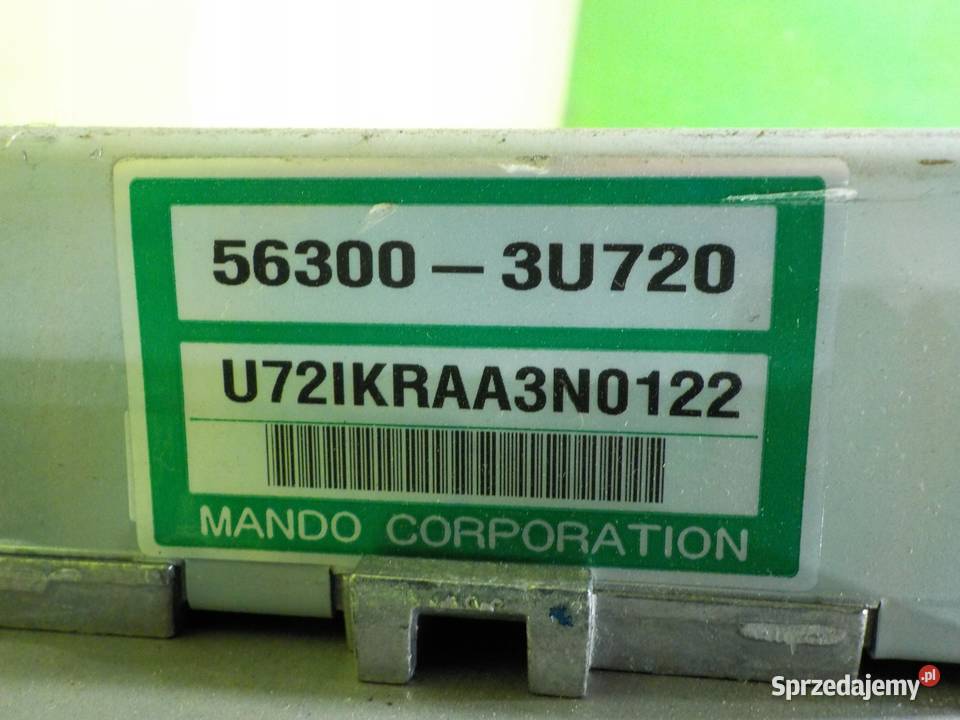 56300 – 3U720
U72IKRAA3N0122
MANDO CORPORATION
Sprzedajemy.pl